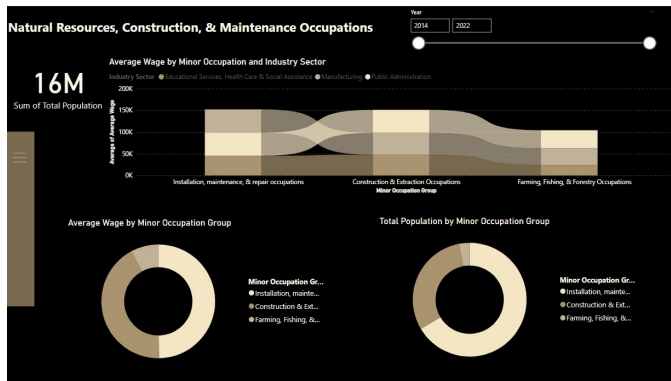 Natural Resources, Construction, & Maintenance Occupations
Year
2014
2022
16M
Sum of Total Population
Average Wage by Minor Occupation and Industry Sector
Industry Sector Educational Services, Health Care & Social Assistance Manufacturing Public Administration
Average of Average Wage
200K
150K
100K
50K
0K
Installation, maintenance, & repair occupations
Construction & Extraction Occupations
Farming, Fishing, & Forestry Occupations
Minor Occupation Group
Average Wage by Minor Occupation Group
Minor Occupation Gr...
Installation, mainte...
Construction & Ext...
Farming, Fishing, &...
Total Population by Minor Occupation Group
Minor Occupation Gr...
Installation, mainte...
Construction & Ext...
Farming, Fishing, &...